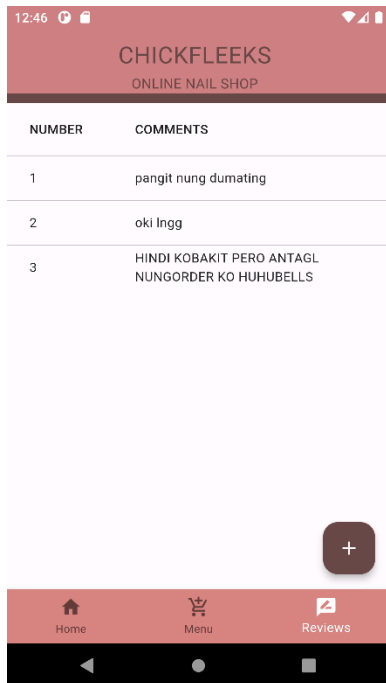 12:46
CHICKFLEEKS
ONLINE NAIL SHOP
NUMBER COMMENTS
1 pangit nung dumating
2 oki lngg
3 HINDI KOBAKIT PERO ANTAGL
NUNGORDER KO HUHUBELLS
+
Home Menu Reviews